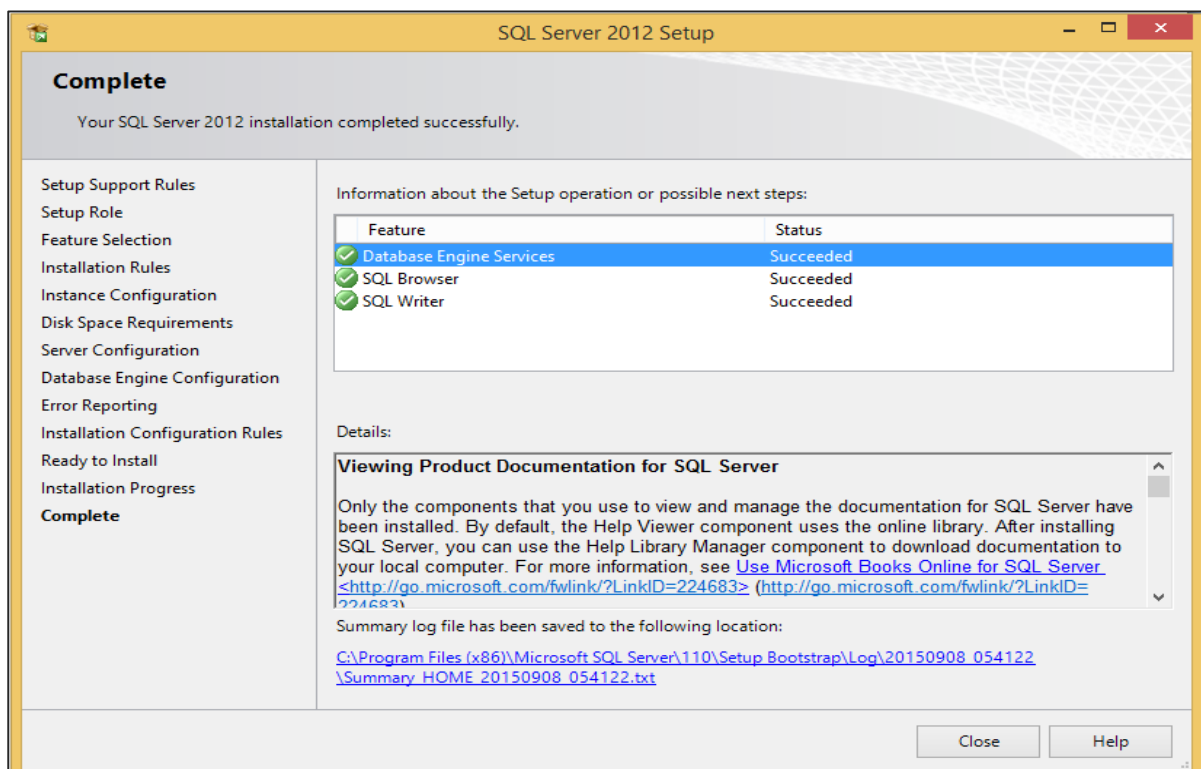 SQL Server 2012 Setup
Complete
Your SQL Server 2012 installation completed successfully.
Setup Support Rules
Setup Role
Feature Selection
Installation Rules
Instance Configuration
Disk Space Requirements
Server Configuration
Database Engine Configuration
Error Reporting
Installation Configuration Rules
Ready to Install
Installation Progress
Complete
Information about the Setup operation or possible next steps:
Feature Status
Database Engine Services Succeeded
SQL Browser Succeeded
SQL Writer Succeeded
Details:
Viewing Product Documentation for SQL Server
Only the components that you use to view and manage the documentation for SQL Server have
been installed. By default, the Help Viewer component uses the online library. After installing
SQL Server, you can use the Help Library Manager component to download documentation to
your local computer. For more information, see Use Microsoft Books Online for SQL Server
<http://go.microsoft.com/fwlink/?LinkID=224683> (http://go.microsoft.com/fwlink/?LinkID=
224683)
Summary log file has been saved to the following location:
C:\Program Files (x86)\Microsoft SQL Server\110\Setup Bootstrap\Log\20150908_054122
\Summary_HOME_20150908_054122.txt
Close Help